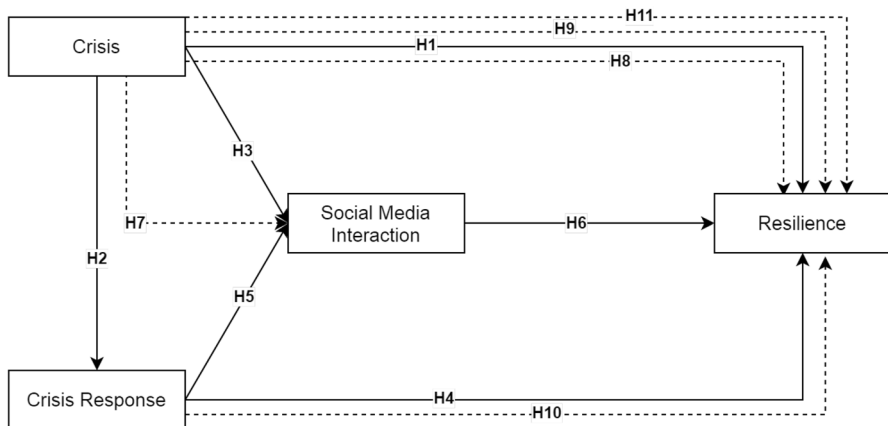 H11
H9
Crisis
H1
H8
H3
Social Media
Interaction
H7
H6
Resilience
H2
H5
Crisis Response
H4
H10